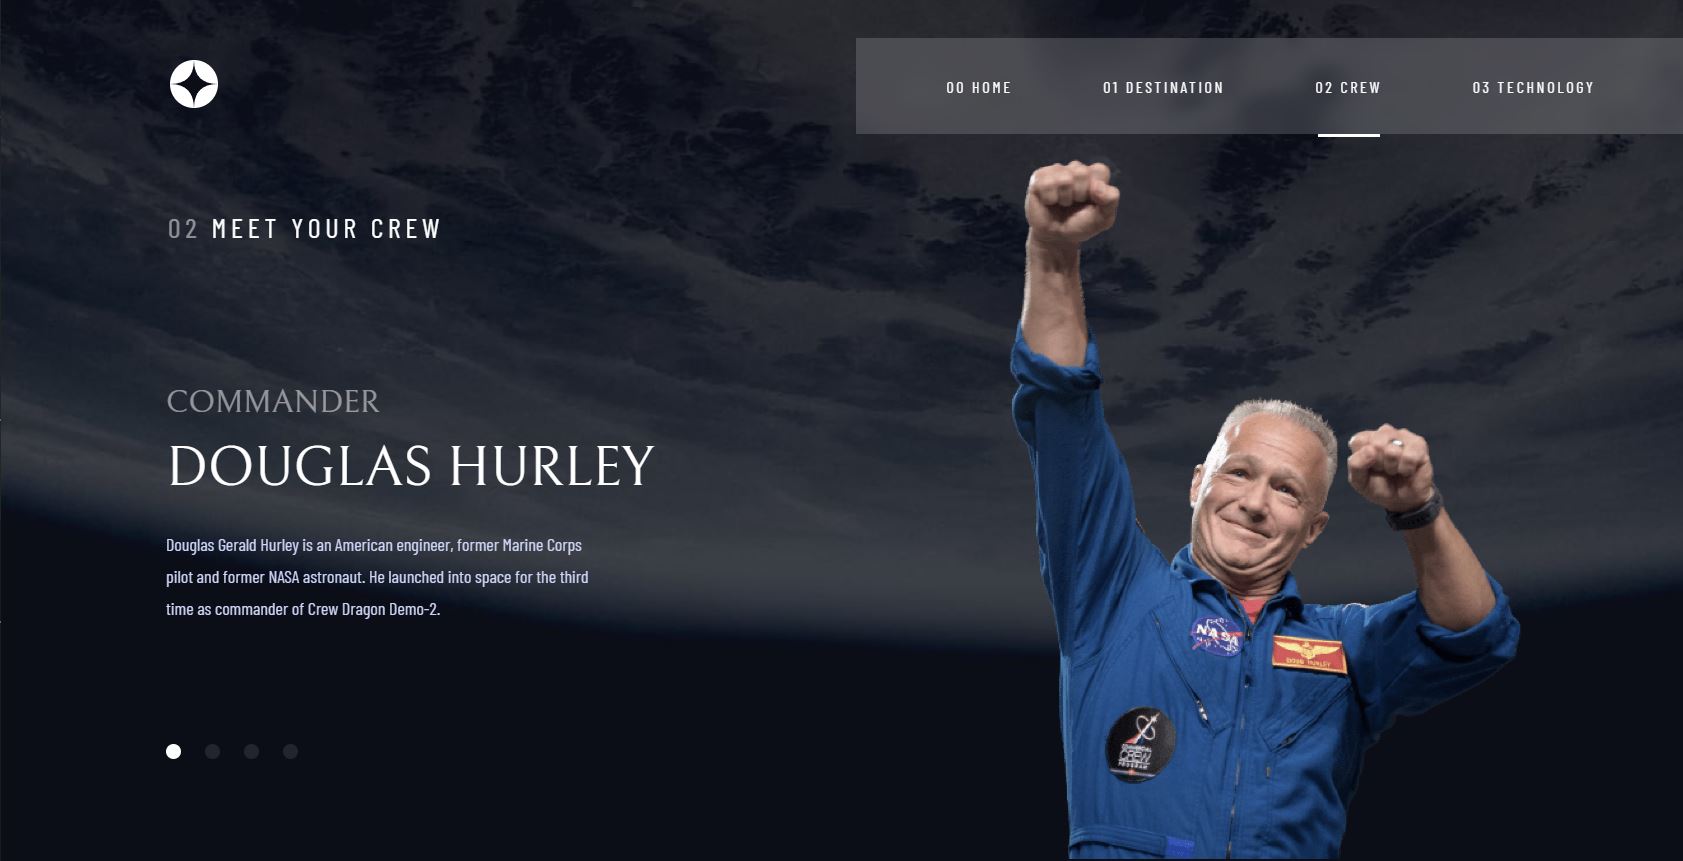 00 HOME 01 DESTINATION 02 CREW 03 TECHNOLOGY
02 MEET YOUR CREW
COMMANDER
DOUGLAS HURLEY
Douglas Gerald Hurley is an American engineer, former Marine Corps
pilot and former NASA astronaut. He launched into space for the third
time as commander of Crew Dragon Demo-2.
NASA
DOUG HURLEY
COMMERCIAL
CREW
PROGRAM